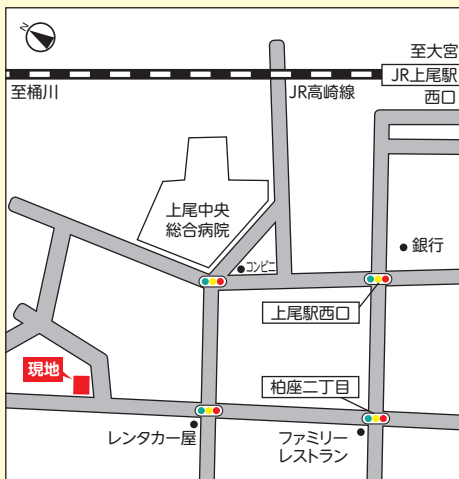 N
至大宮
JR上尾駅
西口
至桶川
JR高崎線
上尾中央
総合病院
コンビニ
銀行
上尾駅西口
現地
柏座二丁目
レンタカー屋
ファミリー
レストラン